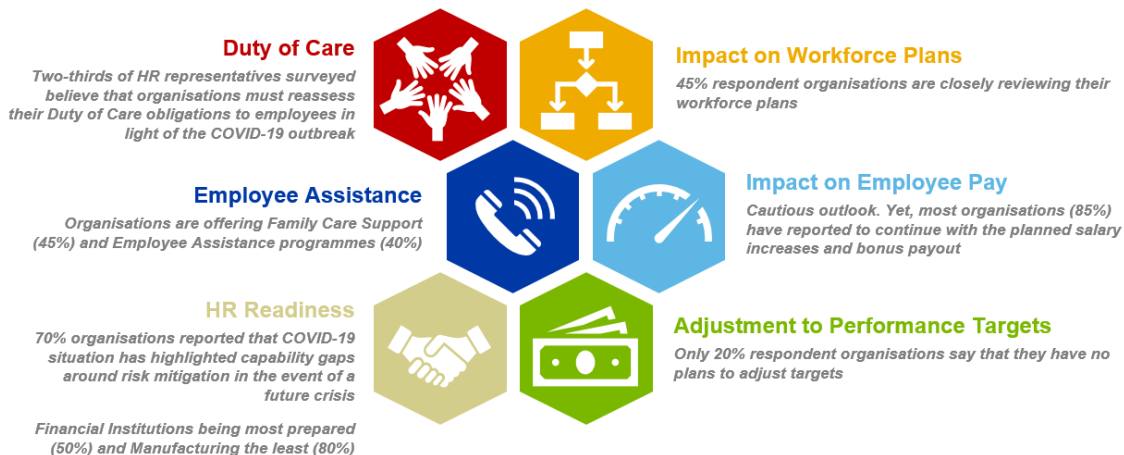 Duty of Care
Two-thirds of HR representatives surveyed
believe that organisations must reassess
their Duty of Care obligations to employees in
light of the COVID-19 outbreak
Impact on Workforce Plans
45% respondent organisations are closely reviewing their
workforce plans
Employee Assistance
Organisations are offering Family Care Support
(45%) and Employee Assistance programmes (40%)
Impact on Employee Pay
Cautious outlook. Yet, most organisations (85%)
have reported to continue with the planned salary
increases and bonus payout
HR Readiness
70% organisations reported that COVID-19
situation has highlighted capability gaps
around risk mitigation in the event of a
future crisis
Financial Institutions being most prepared
(50%) and Manufacturing the least (80%)
Adjustment to Performance Targets
Only 20% respondent organisations say that they have no
plans to adjust targets